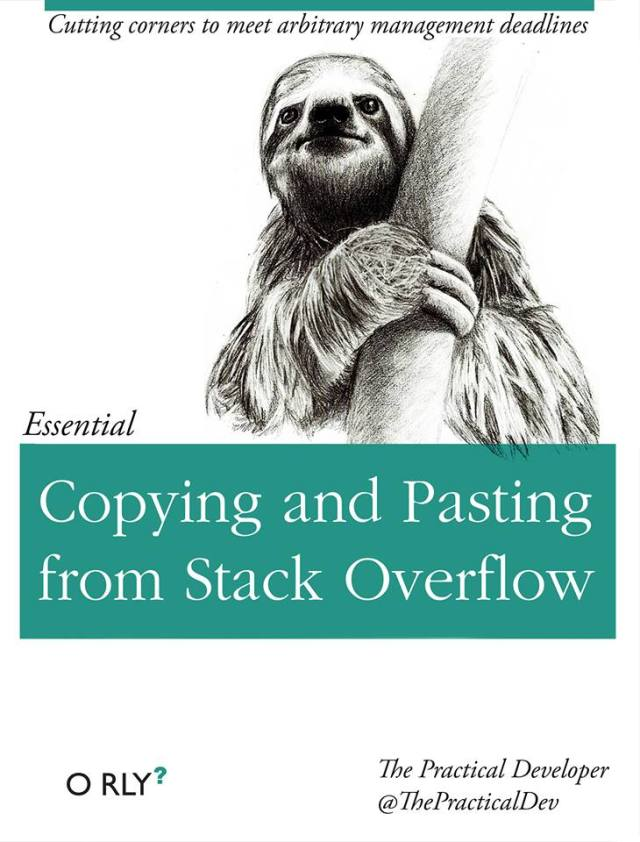 Cutting corners to meet arbitrary management deadlines
Essential
Copying and Pasting
from Stack Overflow
O RLY?
The Practical Developer
@ThePracticalDev